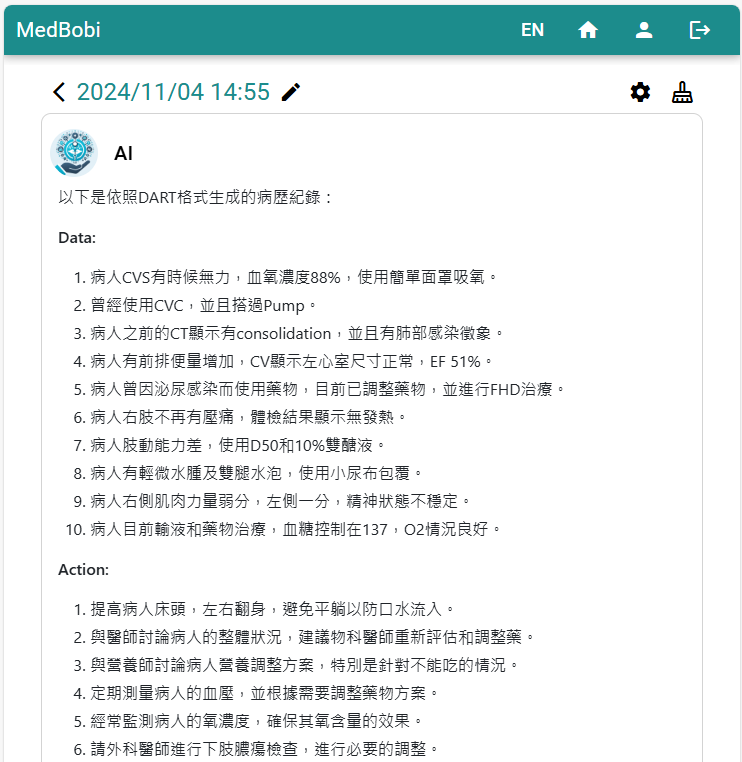 MedBobi
EN
2024/11/04 14:55
AI
以下是依照DART格式生成的病歷紀錄：
Data:
1. 病人CVS有時候無力，血氧濃度88%，使用簡單面罩吸氧。
2. 曾經使用CVC，並且搭過Pump。
3. 病人之前的CT顯示有consolidation，並且有肺部感染徵象。
4. 病人有前排便量增加，CV顯示左心室尺寸正常，EF 51%。
5. 病人曾因泌尿感染而使用藥物，目前已調整藥物，並進行FHD治療。
6. 病人右肢不再有壓痛，體檢結果顯示無發熱。
7. 病人肢動能力差，使用D50和10%雙醣液。
8. 病人有輕微水腫及雙腿水泡，使用小尿布包覆。
9. 病人右側肌肉力量弱分，左側一分，精神狀態不穩定。
10. 病人目前輸液和藥物治療，血糖控制在137，O2情況良好。
Action:
1. 提高病人床頭，左右翻身，避免平躺以防口水流入。
2. 與醫師討論病人的整體狀況，建議物科醫師重新評估和調整藥。
3. 與營養師討論病人營養調整方案，特別是針對不能吃的情況。
4. 定期測量病人的血壓，並根據需要調整藥物方案。
5. 經常監測病人的氧濃度，確保其氧含量的效果。
6. 請外科醫師進行下肢膿瘍檢查，進行必要的調整。